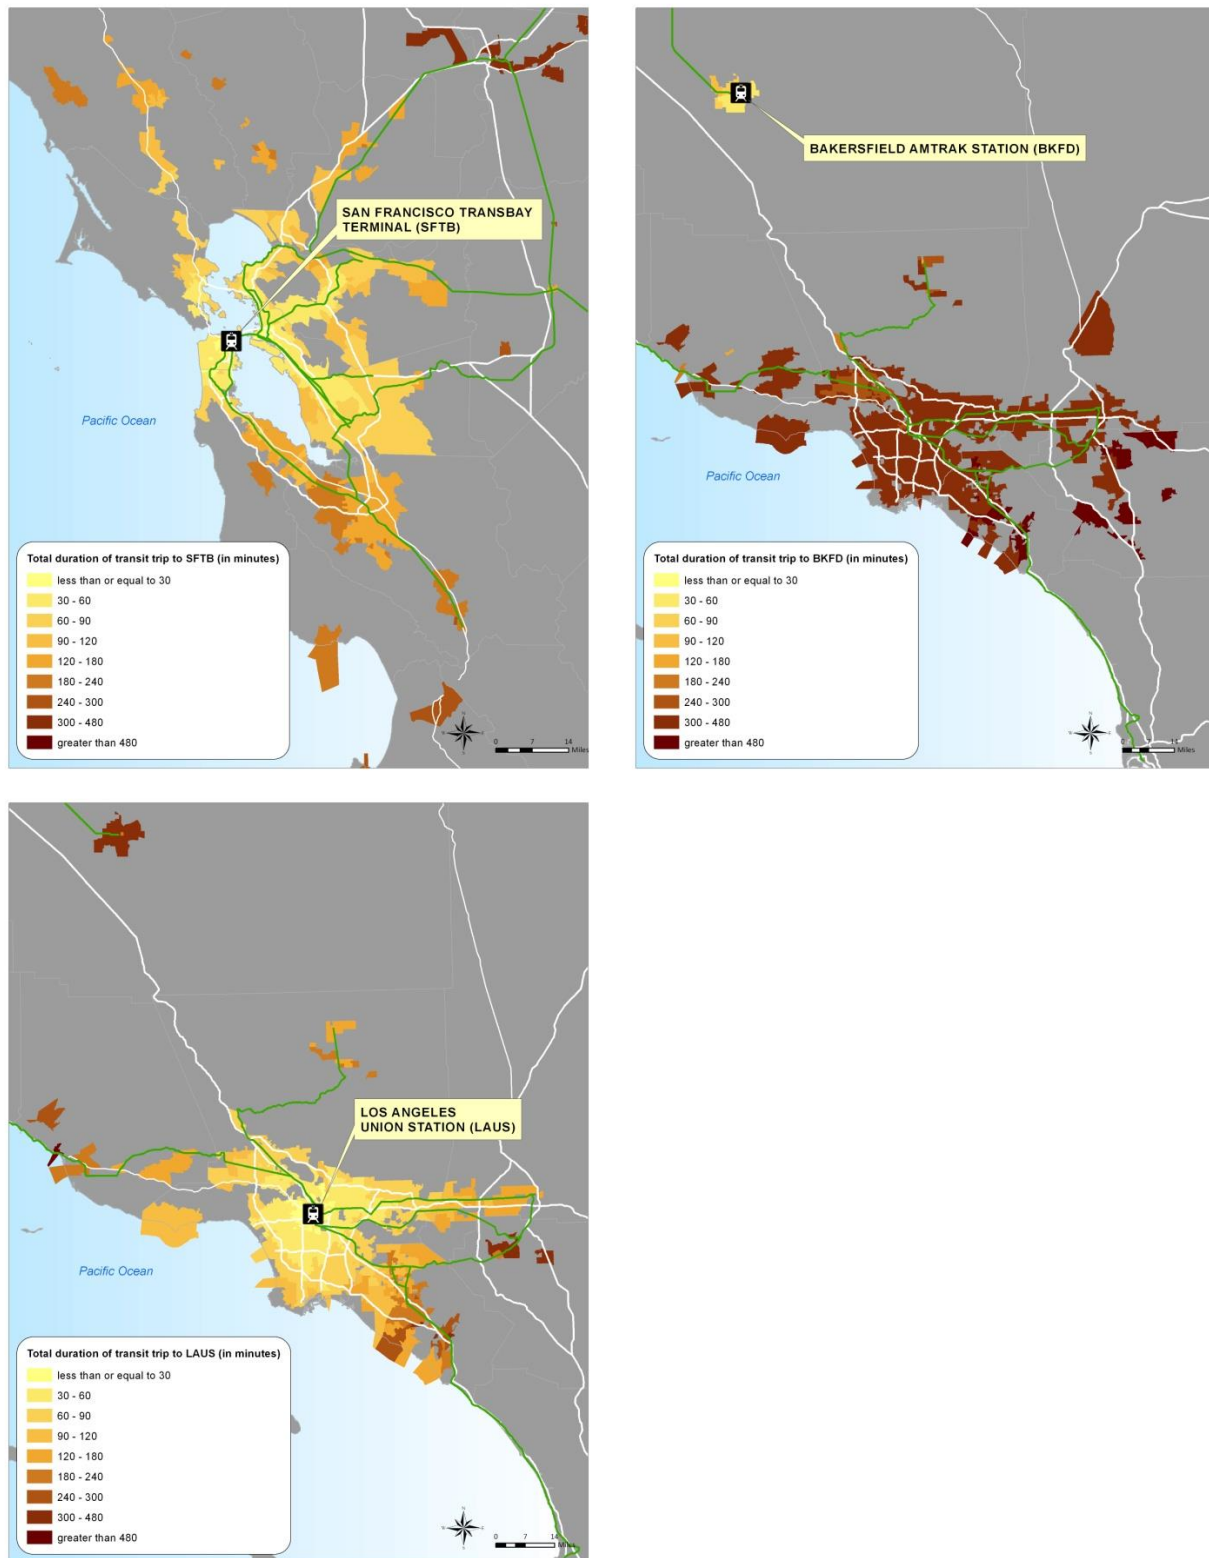 SAN FRANCISCO TRANSBAY
TERMINAL (SFTB)
Pacific Ocean
Total duration of transit trip to SFTB (in minutes)
less than or equal to 30
30 - 60
60 - 90
90 - 120
120 - 180
180 - 240
240 - 300
300 - 480
greater than 480
N
0 7 14
Miles
BAKERSFIELD AMTRAK STATION (BKFD)
Pacific Ocean
Total duration of transit trip to BKFD (in minutes)
less than or equal to 30
30 - 60
60 - 90
90 - 120
120 - 180
180 - 240
240 - 300
300 - 480
greater than 480
N
0 14
Miles
LOS ANGELES
UNION STATION (LAUS)
Pacific Ocean
Total duration of transit trip to LAUS (in minutes)
less than or equal to 30
30 - 60
60 - 90
90 - 120
120 - 180
180 - 240
240 - 300
300 - 480
greater than 480
N
0 7 14
Miles